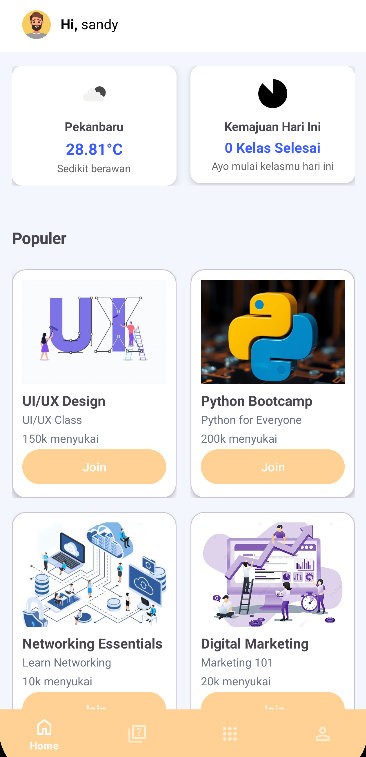 Hi, sandy
Pekanbaru
28.81°C
Sedikit berawan
Kemajuan Hari Ini
0 Kelas Selesai
Ayo mulai kelasmu hari ini
Populer
UX
UI/UX Design
UI/UX Class
150k menyukai
Join
Python Bootcamp
Python for Everyone
200k menyukai
Join
Networking Essentials
Learn Networking
10k menyukai
Join
Digital Marketing
Marketing 101
20k menyukai
Join
Home